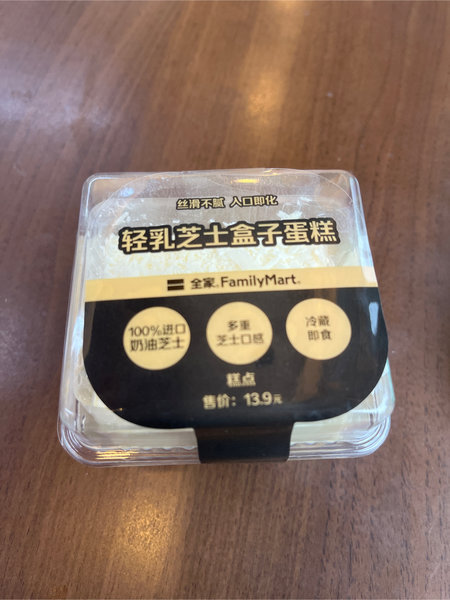 丝滑不腻 入口即化
轻乳芝士盒子蛋糕
全家 FamilyMart
100%进口
奶油芝士
多重
芝士口感
冷藏
即食
糕点
售价：13.9元